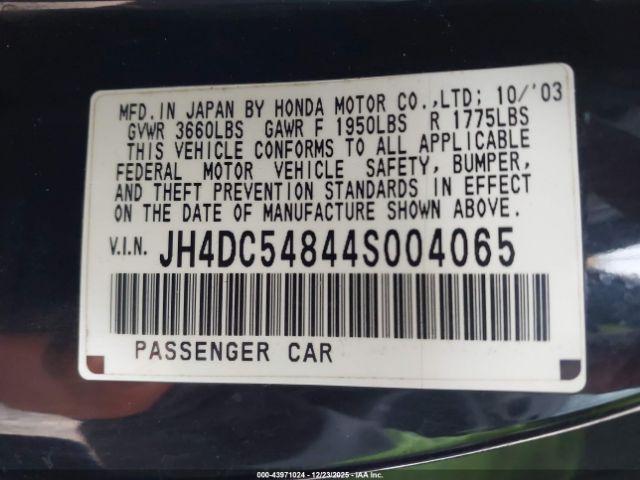 MFD. IN JAPAN BY HONDA MOTOR CO.,LTD; 10/'03
GVWR 3660LBS GAWR F 1950LBS R 1775LBS
THIS VEHICLE CONFORMS TO ALL APPLICABLE
FEDERAL MOTOR VEHICLE SAFETY, BUMPER,
AND THEFT PREVENTION STANDARDS IN EFFECT
ON THE DATE OF MANUFACTURE SHOWN ABOVE.
V.I.N. JH4DC54844S004065
PASSENGER CAR
000-43971024 - 12/23/2025 - IAA Inc.